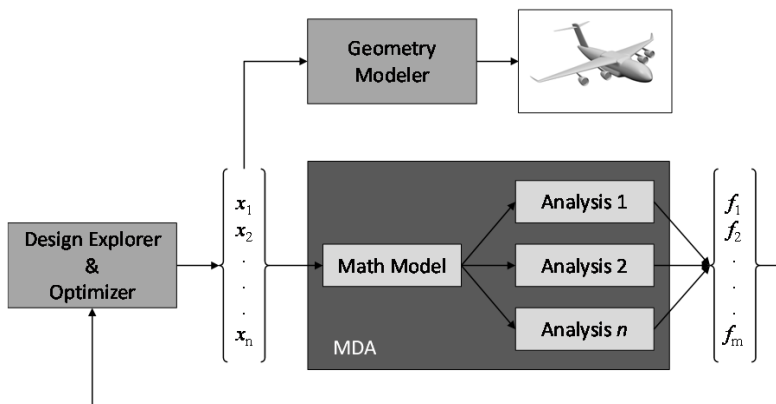 Geometry
Modeler
Design Explorer
&
Optimizer
x1
x2
.
.
.
xn
Math Model
Analysis 1
Analysis 2
Analysis n
MDA
f1
f2
.
.
.
fm